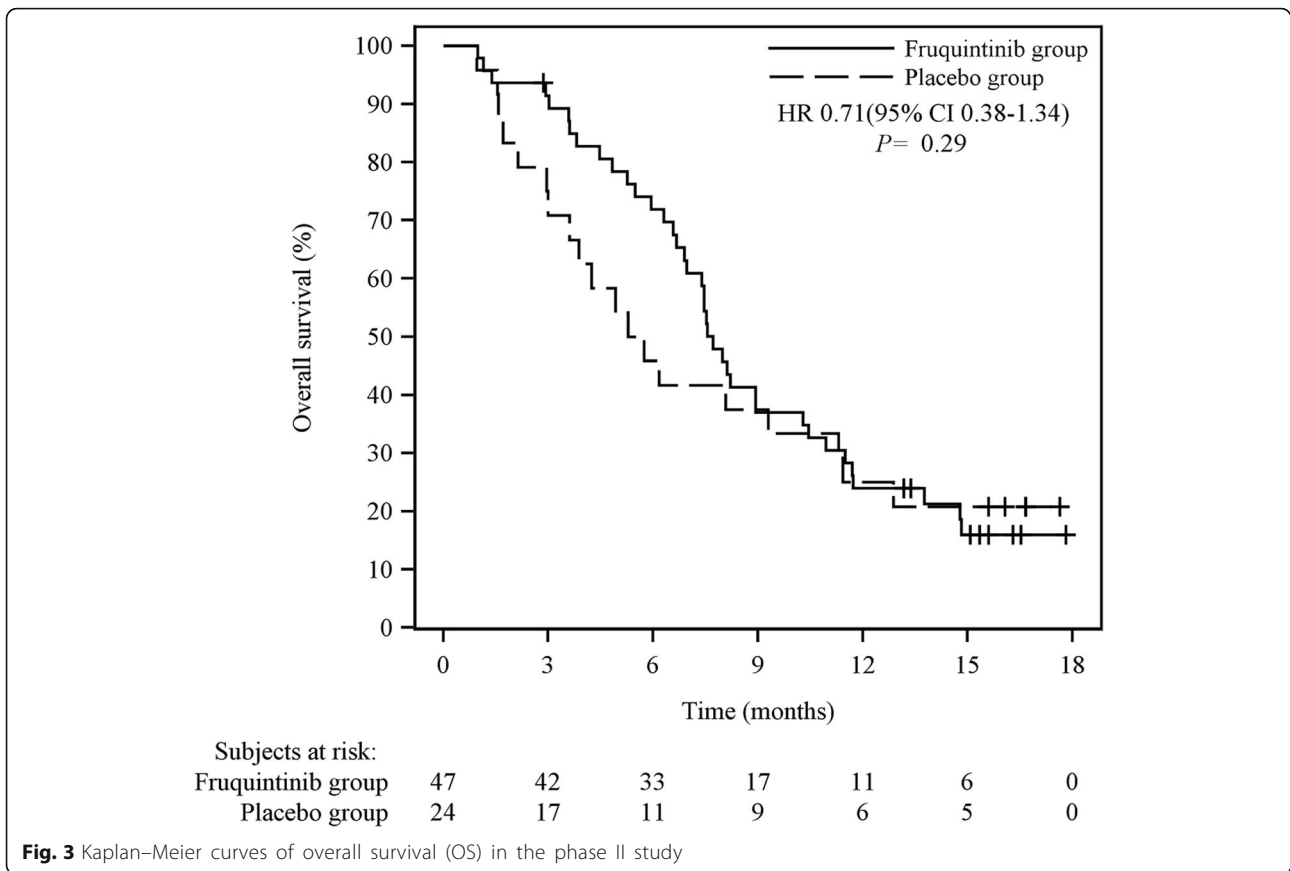 100
90
80
70
60
50
40
30
20
10
0
Overall survival (%)
Fruquintinib group
Placebo group
HR 0.71(95% CI 0.38-1.34)
P= 0.29
0 3 6 9 12 15 18
Time (months)
Subjects at risk:
Fruquintinib group 47 42 33 17 11 6 0
Placebo group 24 17 11 9 6 5 0
Fig. 3 Kaplan–Meier curves of overall survival (OS) in the phase II study